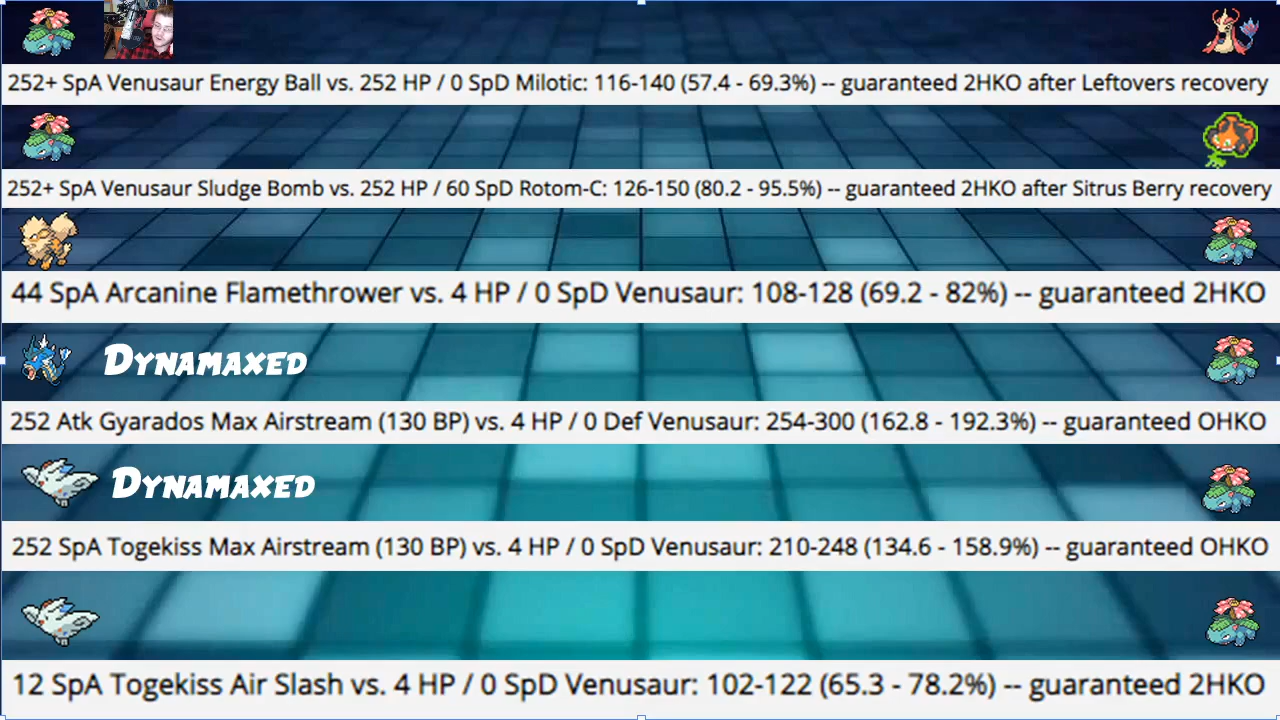 252+ SpA Venusaur Energy Ball vs. 252 HP / 0 SpD Milotic: 116-140 (57.4 - 69.3%) -- guaranteed 2HKO after Leftovers recovery
252+ SpA Venusaur Sludge Bomb vs. 252 HP / 60 SpD Rotom-C: 126-150 (80.2 - 95.5%) -- guaranteed 2HKO after Sitrus Berry recovery
44 SpA Arcanine Flamethrower vs. 4 HP / 0 SpD Venusaur: 108-128 (69.2 - 82%) -- guaranteed 2HKO
DYNAMAXED
252 Atk Gyarados Max Airstream (130 BP) vs. 4 HP / 0 Def Venusaur: 254-300 (162.8 - 192.3%) -- guaranteed OHKO
DYNAMAXED
252 SpA Togekiss Max Airstream (130 BP) vs. 4 HP / 0 SpD Venusaur: 210-248 (134.6 - 158.9%) -- guaranteed OHKO
12 SpA Togekiss Air Slash vs. 4 HP / 0 SpD Venusaur: 102-122 (65.3 - 78.2%) -- guaranteed 2HKO